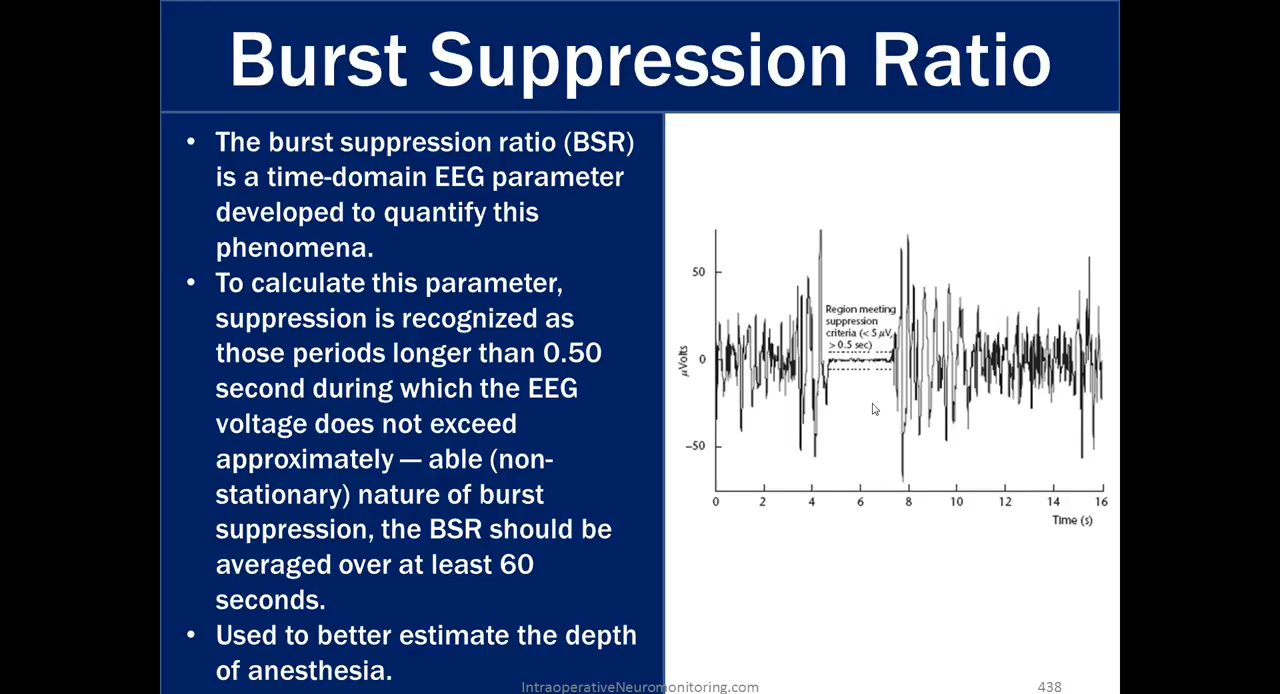 Burst Suppression Ratio
• The burst suppression ratio (BSR)
is a time-domain EEG parameter
developed to quantify this
phenomena.
• To calculate this parameter,
suppression is recognized as
those periods longer than 0.50
second during which the EEG
voltage does not exceed
approximately — able (non-
stationary) nature of burst
suppression, the BSR should be
averaged over at least 60
seconds.
• Used to better estimate the depth
of anesthesia.
50
0
−50
µVolts
Region meeting
suppression
criteria (< 5 µV,
> 0.5 sec)
0 2 4 6 8 10 12 14 16
Time (s)
IntraoperativeNeuromonitoring.com
438